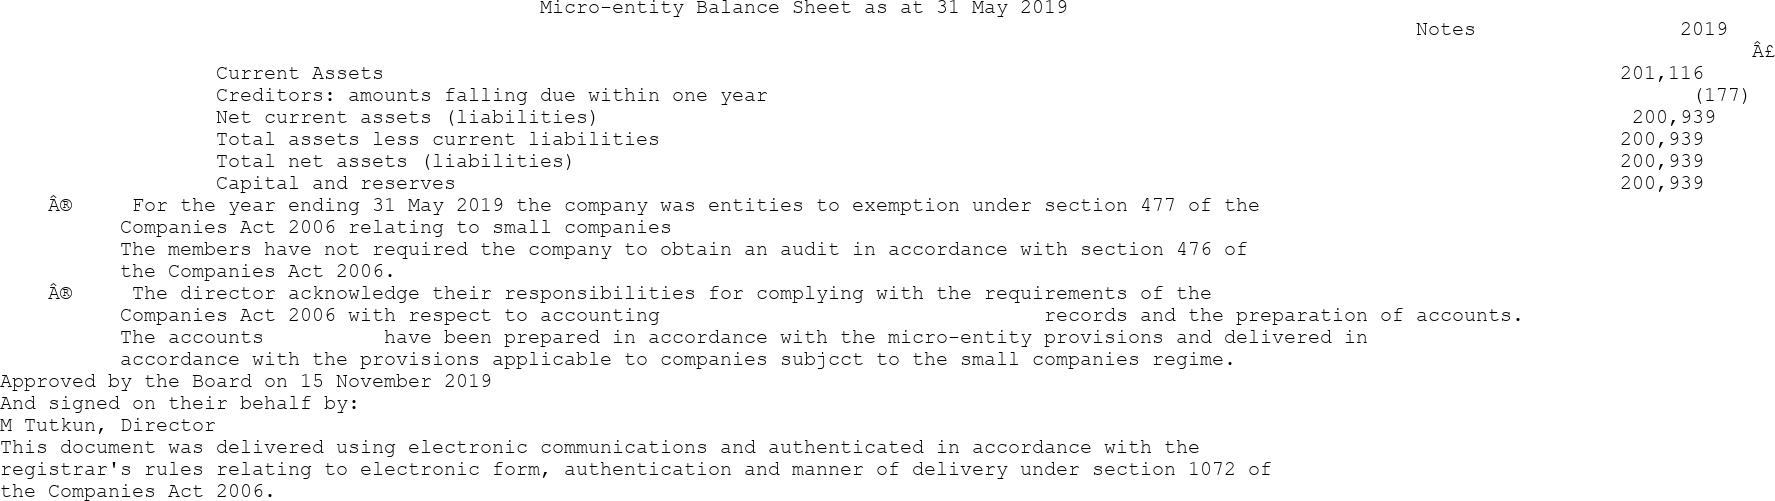 Micro-entity Balance Sheet as at 31 May 2019
Notes 2019
Â£
Current Assets 201,116
Creditors: amounts falling due within one year (177)
Net current assets (liabilities) 200,939
Total assets less current liabilities 200,939
Total net assets (liabilities) 200,939
Capital and reserves 200,939
Â® For the year ending 31 May 2019 the company was entities to exemption under section 477 of the
Companies Act 2006 relating to small companies
The members have not required the company to obtain an audit in accordance with section 476 of
the Companies Act 2006.
Â® The director acknowledge their responsibilities for complying with the requirements of the
Companies Act 2006 with respect to accounting records and the preparation of accounts.
The accounts have been prepared in accordance with the micro-entity provisions and delivered in
accordance with the provisions applicable to companies subjcct to the small companies regime.
Approved by the Board on 15 November 2019
And signed on their behalf by:
M Tutkun, Director
This document was delivered using electronic communications and authenticated in accordance with the
registrar's rules relating to electronic form, authentication and manner of delivery under section 1072 of
the Companies Act 2006.